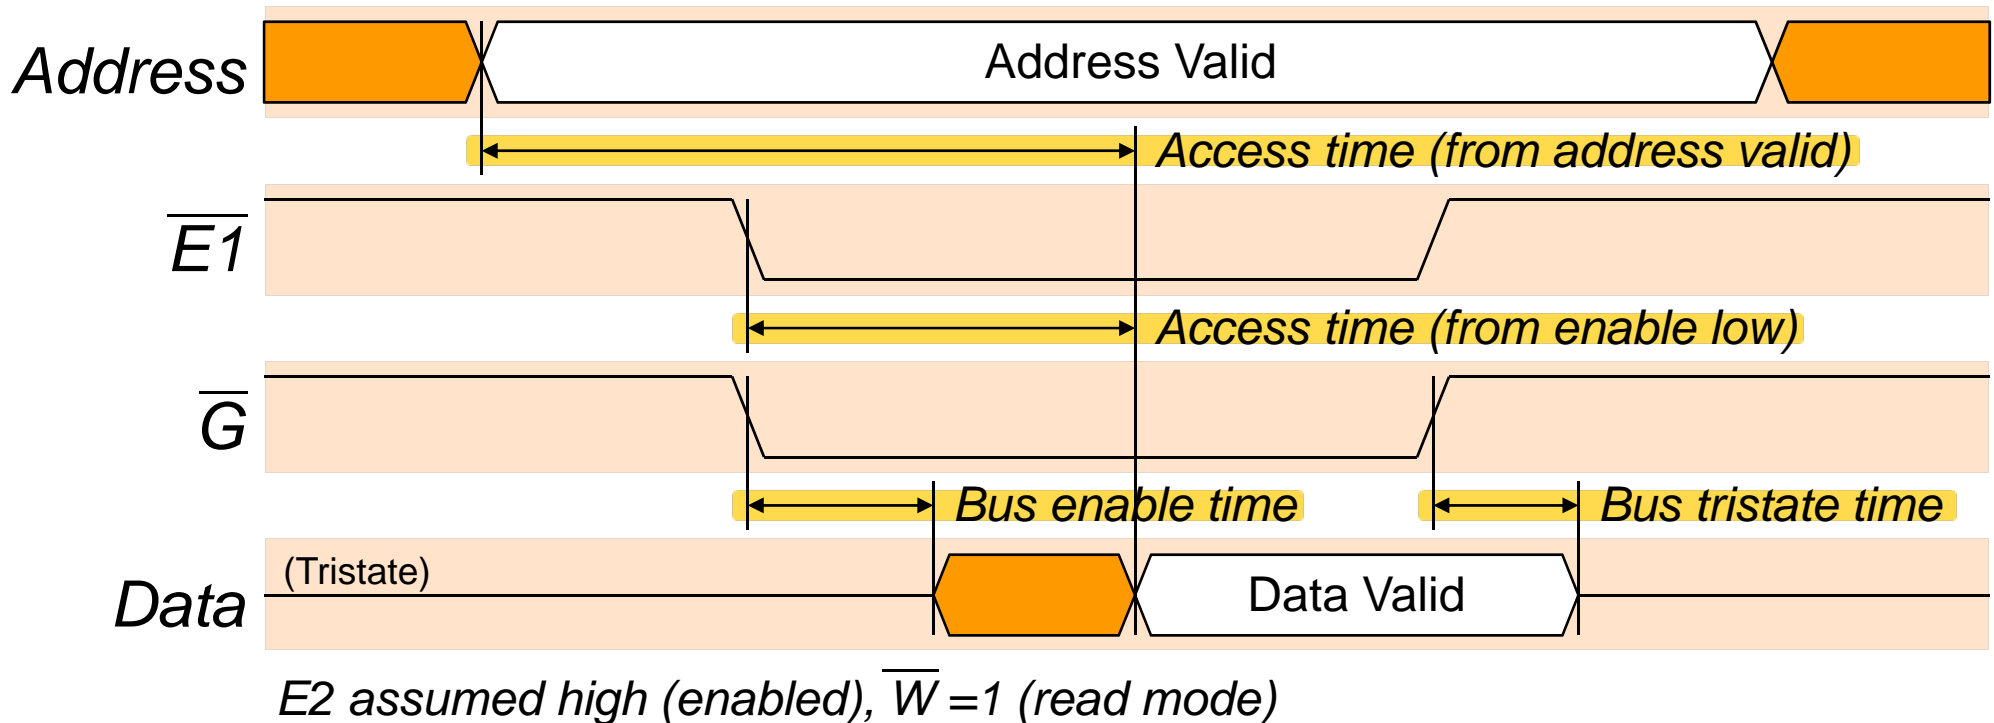 Address
Address Valid
Access time (from address valid)
E1
Access time (from enable low)
G
Bus enable time
Bus tristate time
(Tristate)
Data
Data Valid
E2 assumed high (enabled), W̅ =1 (read mode)